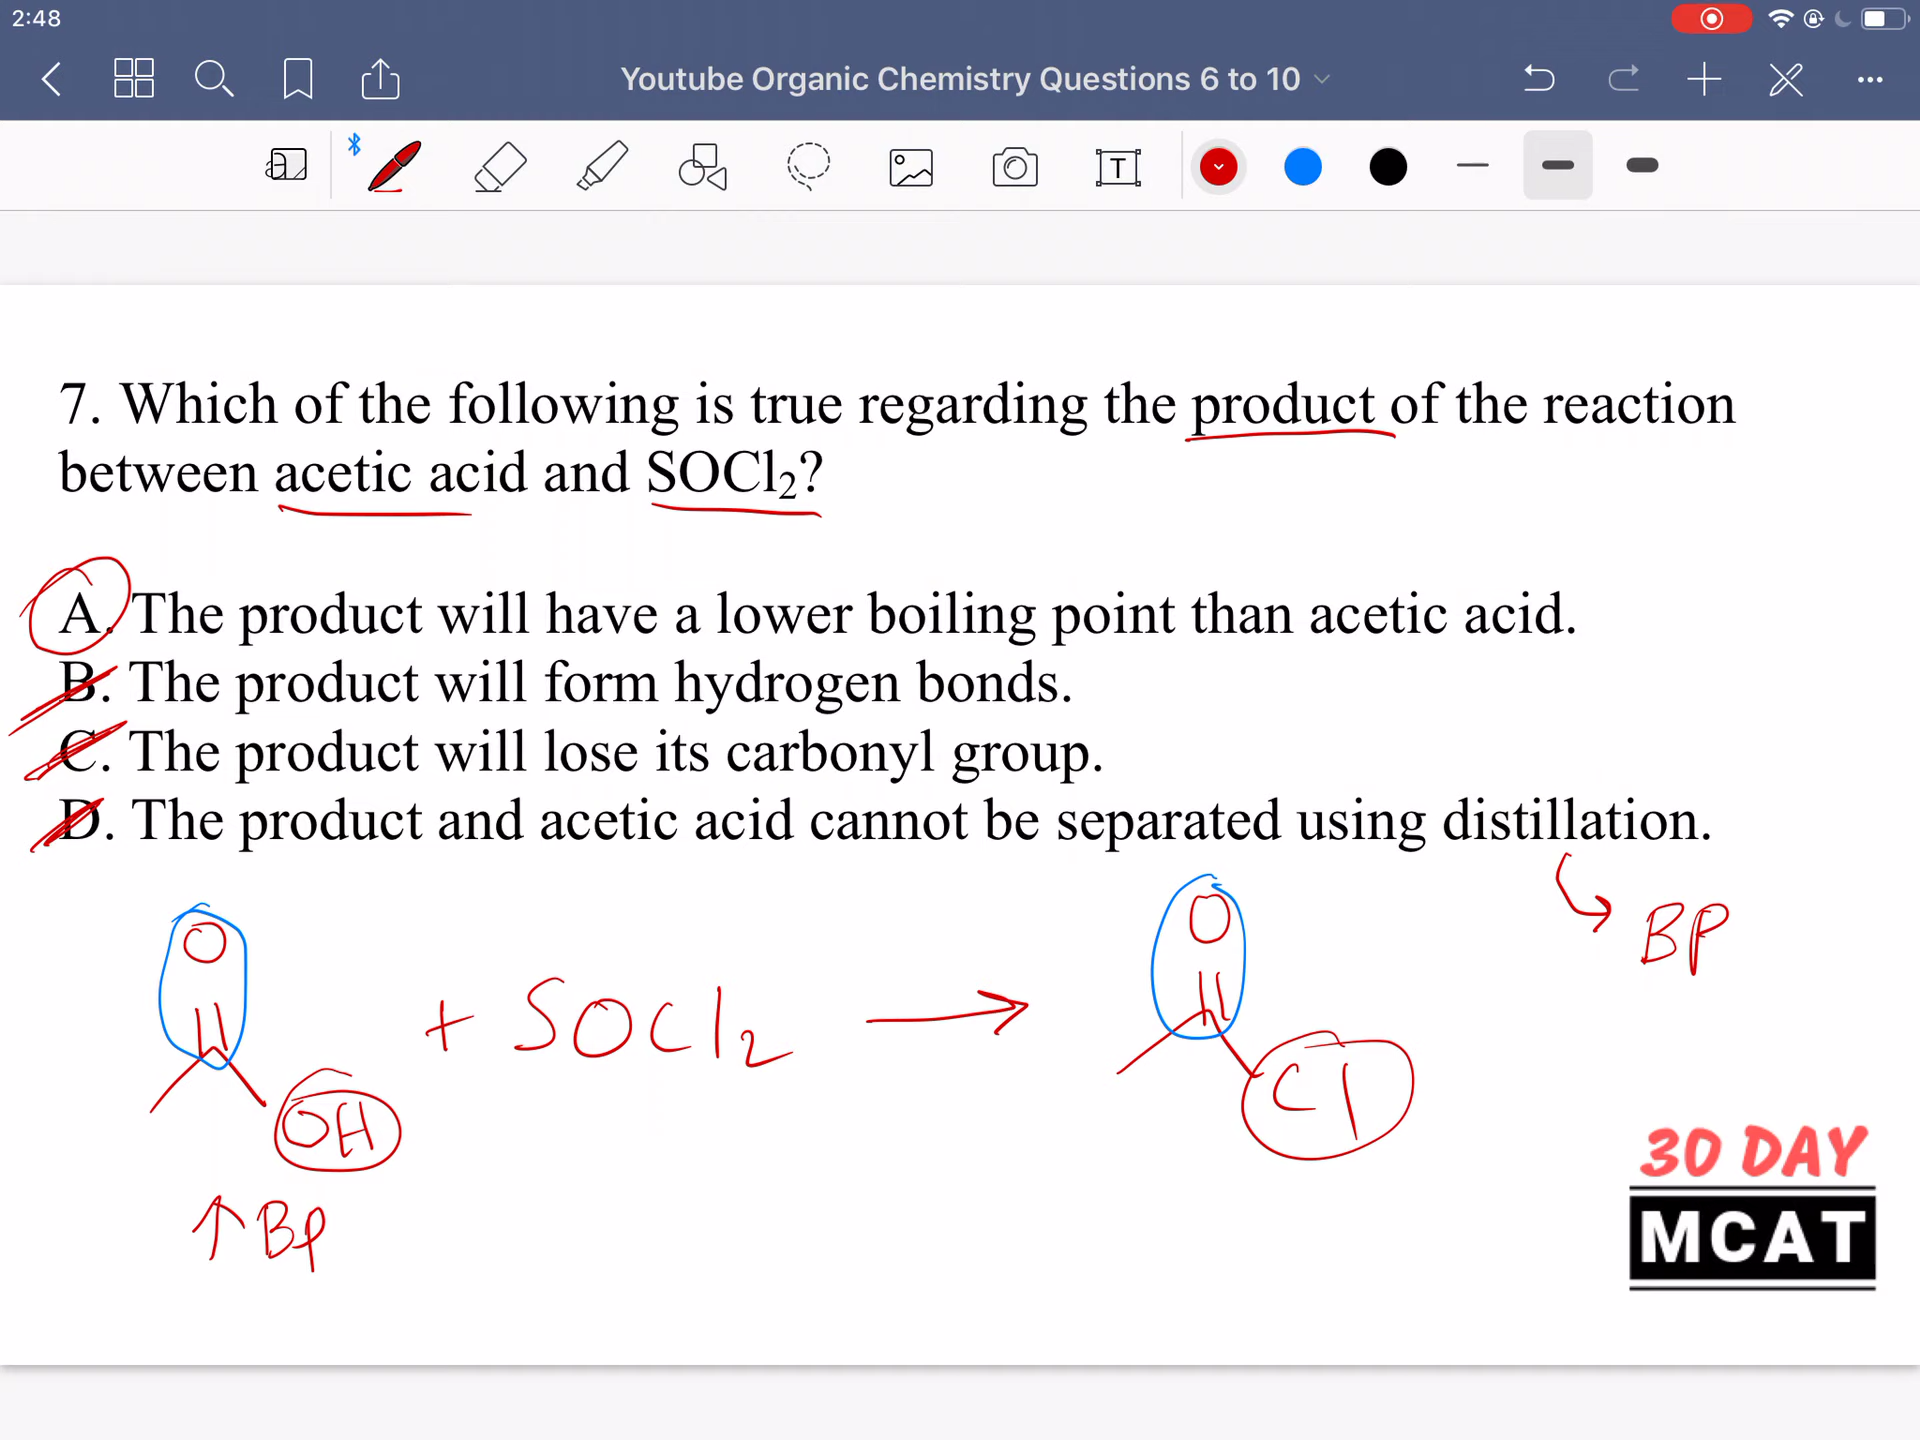 2:48
Youtube Organic Chemistry Questions 6 to 10
a
T
7. Which of the following is true regarding the product of the reaction
between acetic acid and SOCl₂?
A. The product will have a lower boiling point than acetic acid.
B. The product will form hydrogen bonds.
C. The product will lose its carbonyl group.
D. The product and acetic acid cannot be separated using distillation.
BP
O
OH
+ SOCl₂ →
O
Cl
↑ Bp
30 DAY
MCAT